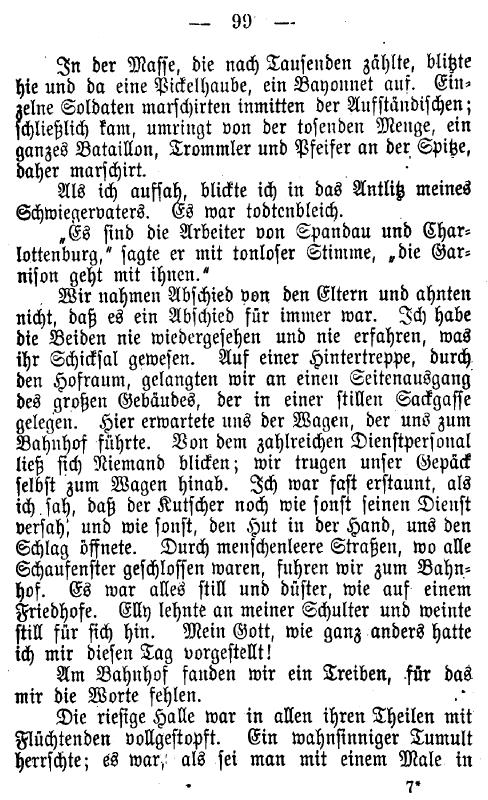 — 99 —
In der Masse, die nach Tausenden zählte, blitzte
hie und da eine Pickelhaube, ein Bayonnet auf. Ein-
zelne Soldaten marschirten inmitten der Aufständischen;
schließlich kam, umringt von der tosenden Menge, ein
ganzes Bataillon, Trommler und Pfeifer an der Spitze,
daher marschirt.
Als ich aufsah, blickte ich in das Antlitz meines
Schwiegervaters. Es war todtenbleich.
„Es sind die Arbeiter von Spandau und Char-
lottenburg,“ sagte er mit tonloser Stimme, „die Gar-
nison geht mit ihnen.“
Wir nahmen Abschied von den Eltern und ahnten
nicht, daß es ein Abschied für immer war. Ich habe
die Beiden nie wiedergesehen und nie erfahren, was
ihr Schicksal gewesen. Auf einer Hintertreppe, durch
den Hofraum, gelangten wir an einen Seitenausgang
des großen Gebäudes, der in einer stillen Sackgasse
gelegen. Hier erwartete uns der Wagen, der uns zum
Bahnhof führte. Von dem zahlreichen Dienstpersonal
ließ sich Niemand blicken; wir trugen unser Gepäck
selbst zum Wagen hinab. Ich war fast erstaunt, als
ich sah, daß der Kutscher noch wie sonst seinen Dienst
versah, und wie sonst, den Hut in der Hand, uns den
Schlag öffnete. Durch menschenleere Straßen, wo alle
Schaufenster geschlossen waren, fuhren wir zum Bahn-
hof. Es war alles still und düster, wie auf einem
Friedhofe. Elly lehnte an meiner Schulter und weinte
still für sich hin. Mein Gott, wie ganz anders hatte
ich mir diesen Tag vorgestellt!
Am Bahnhof fanden wir ein Treiben, für das
mir die Worte fehlen.
Die riesige Halle war in allen ihren Theilen mit
Flüchtenden vollgestopft. Ein wahnsinniger Tumult
herrschte; es war, als sei man mit einem Male in
7*